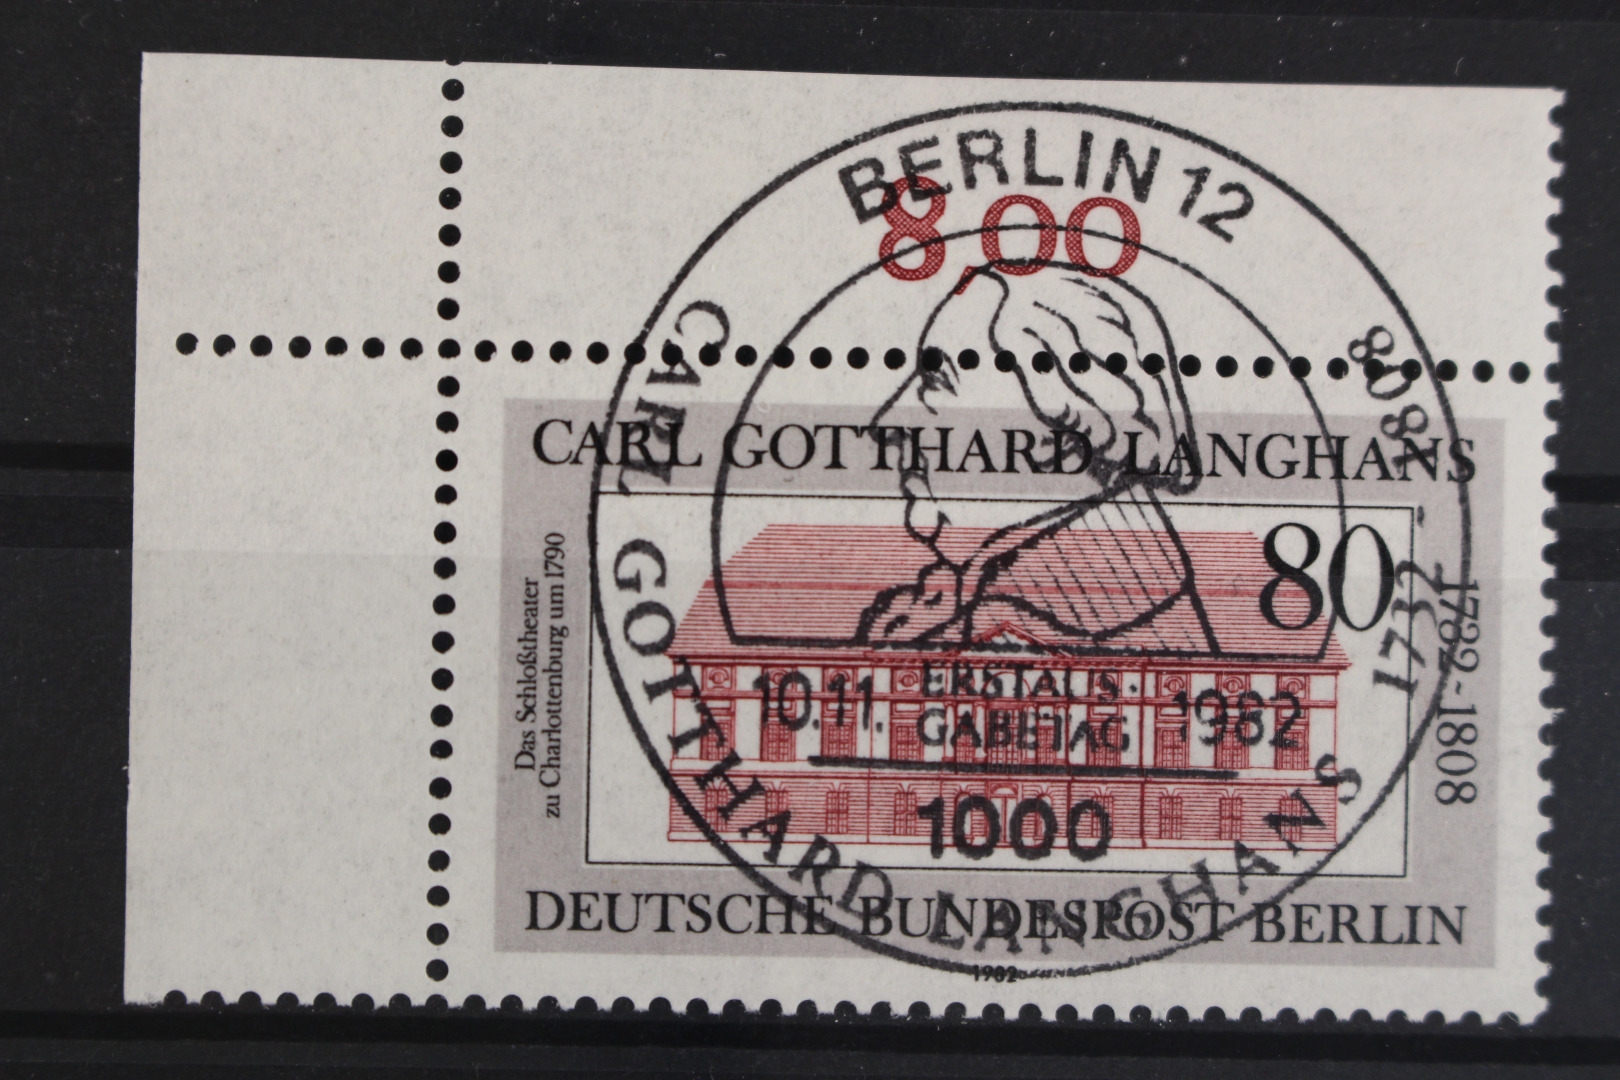 BERLIN 12
8,00
CARL GOTTHARD LANGHANS 1732 - 1808
CARL GOTTHARD LANGHANS
80
Das Schloßtheater
zu Charlottenburg um 1790
1732-1808
10.11. ERSTAUS- 1982
GABETAG
1000
DEUTSCHE BUNDESPOST BERLIN
1982